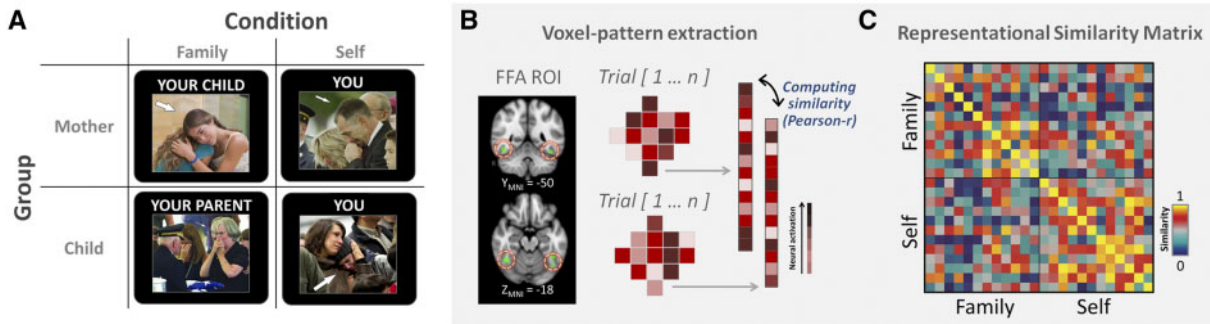 A
Condition
Family
Self
Group
Mother
YOUR CHILD
YOU
Child
YOUR PARENT
YOU
B
Voxel-pattern extraction
FFA ROI
Y MNI = -50
Z MNI = -18
Trial [ 1 ... n ]
Trial [ 1 ... n ]
Computing
similarity
(Pearson-r)
Neural activation
C
Representational Similarity Matrix
Family
Self
Family
Self
Similarity
1
0